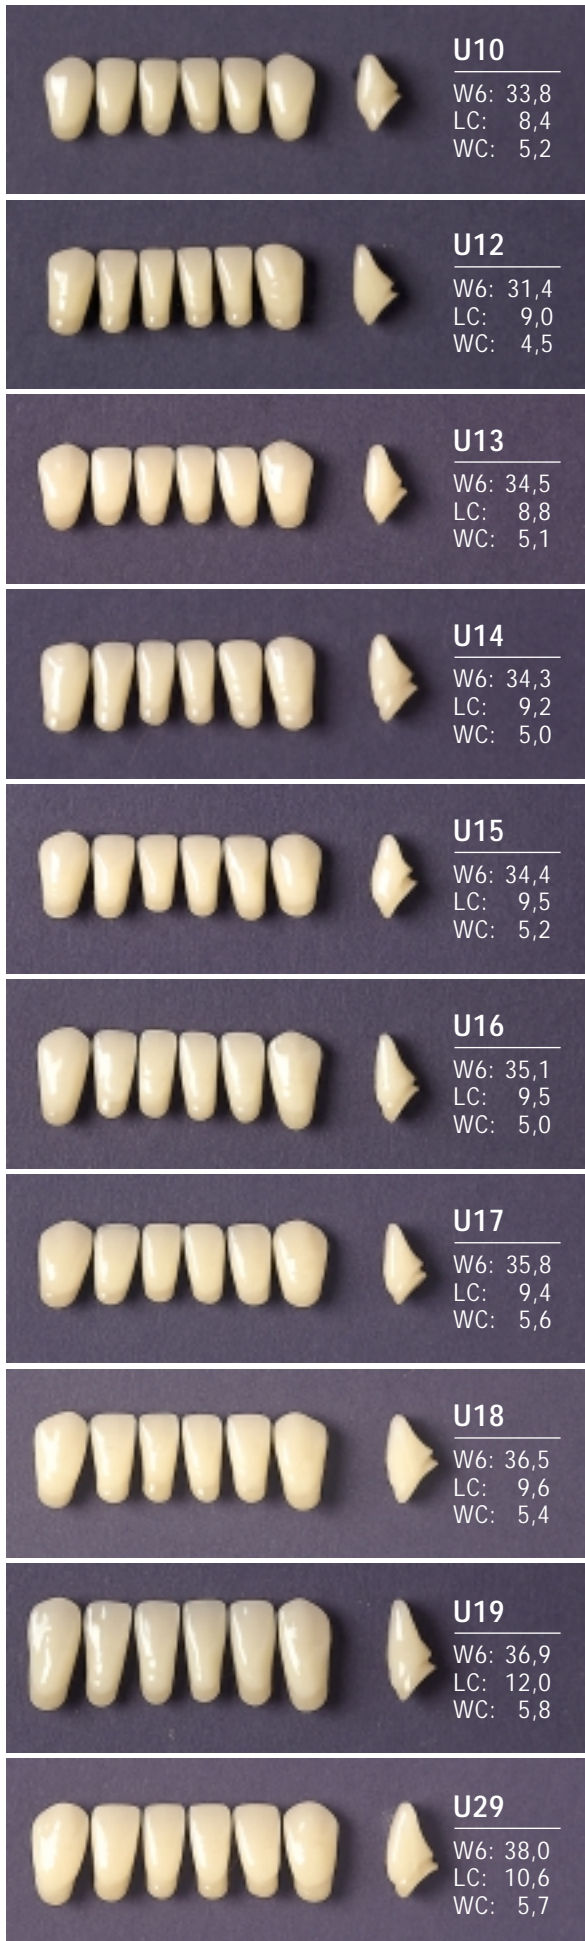 U10
W6: 33,8
LC: 8,4
WC: 5,2
U12
W6: 31,4
LC: 9,0
WC: 4,5
U13
W6: 34,5
LC: 8,8
WC: 5,1
U14
W6: 34,3
LC: 9,2
WC: 5,0
U15
W6: 34,4
LC: 9,5
WC: 5,2
U16
W6: 35,1
LC: 9,5
WC: 5,0
U17
W6: 35,8
LC: 9,4
WC: 5,6
U18
W6: 36,5
LC: 9,6
WC: 5,4
U19
W6: 36,9
LC: 12,0
WC: 5,8
U29
W6: 38,0
LC: 10,6
WC: 5,7